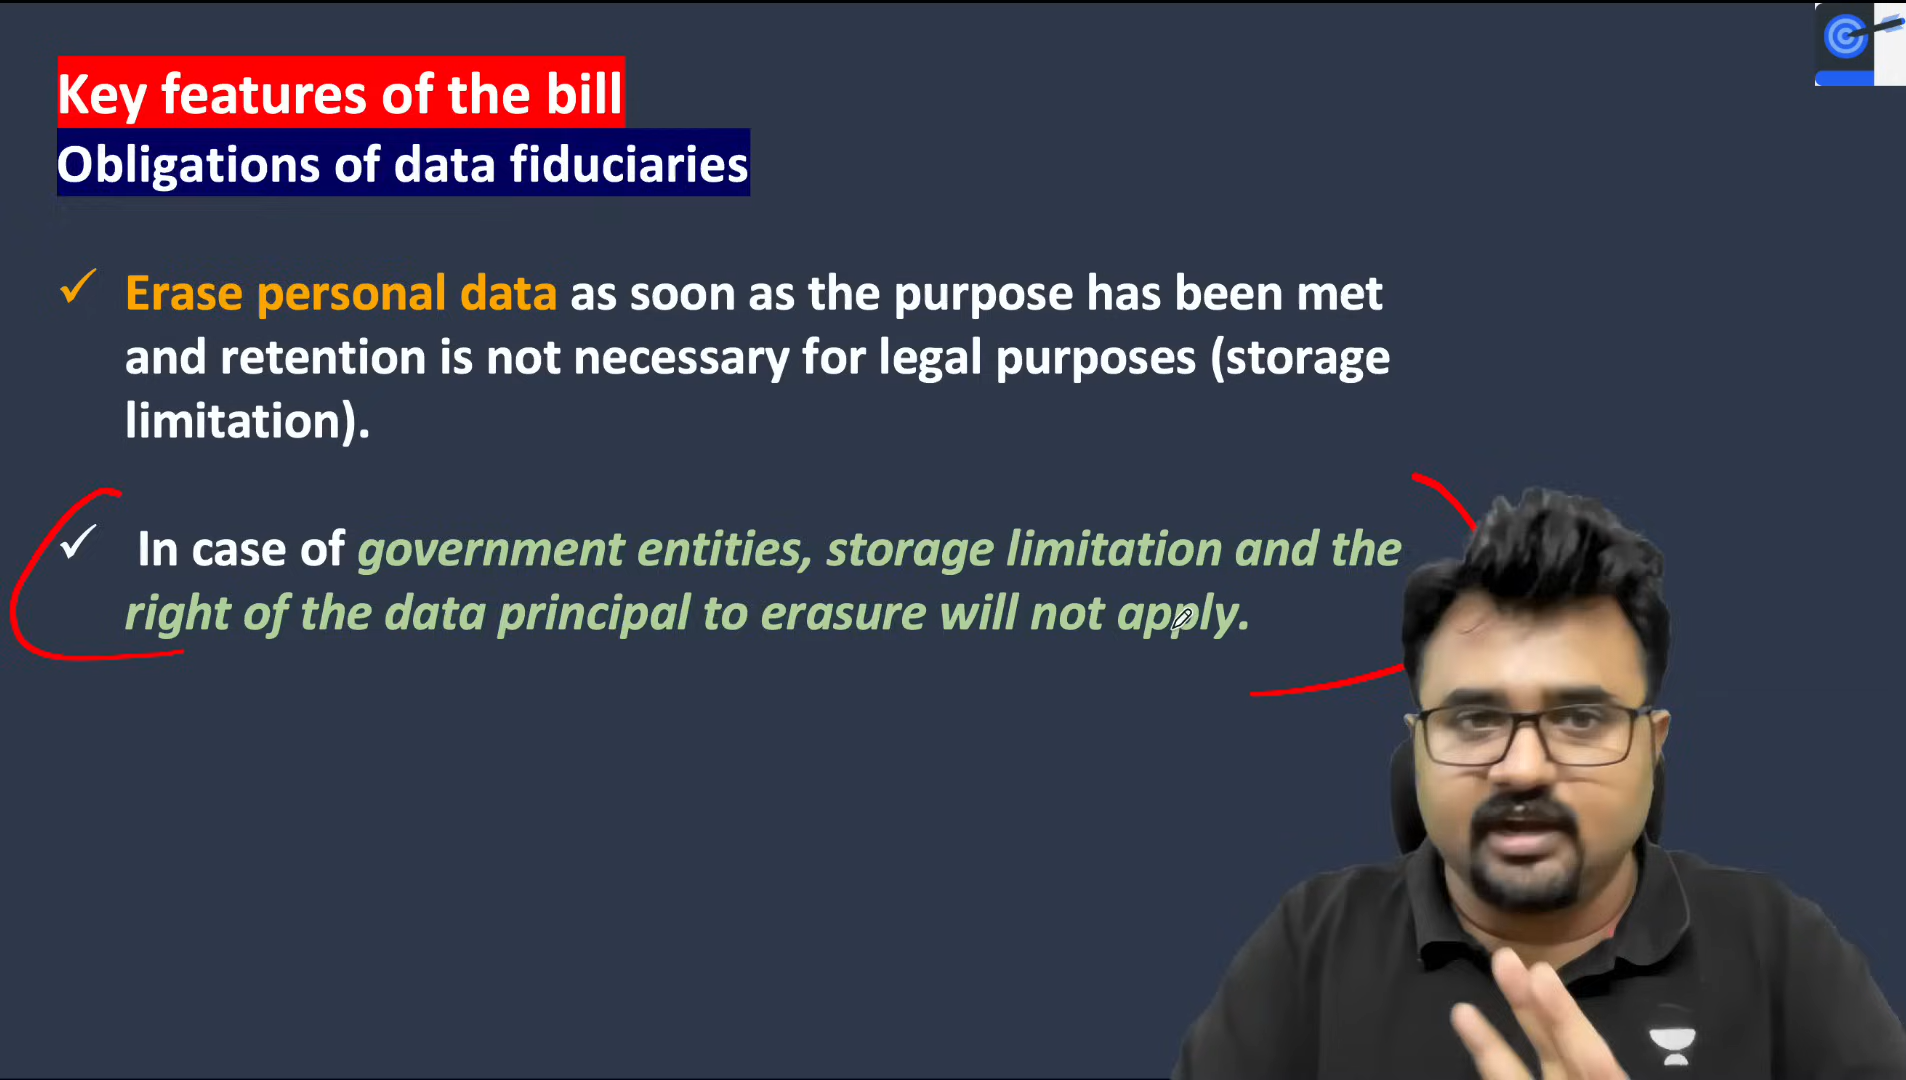 Key features of the bill
Obligations of data fiduciaries
✓ Erase personal data as soon as the purpose has been met
and retention is not necessary for legal purposes (storage
limitation).
✓ In case of government entities, storage limitation and the
right of the data principal to erasure will not apply.